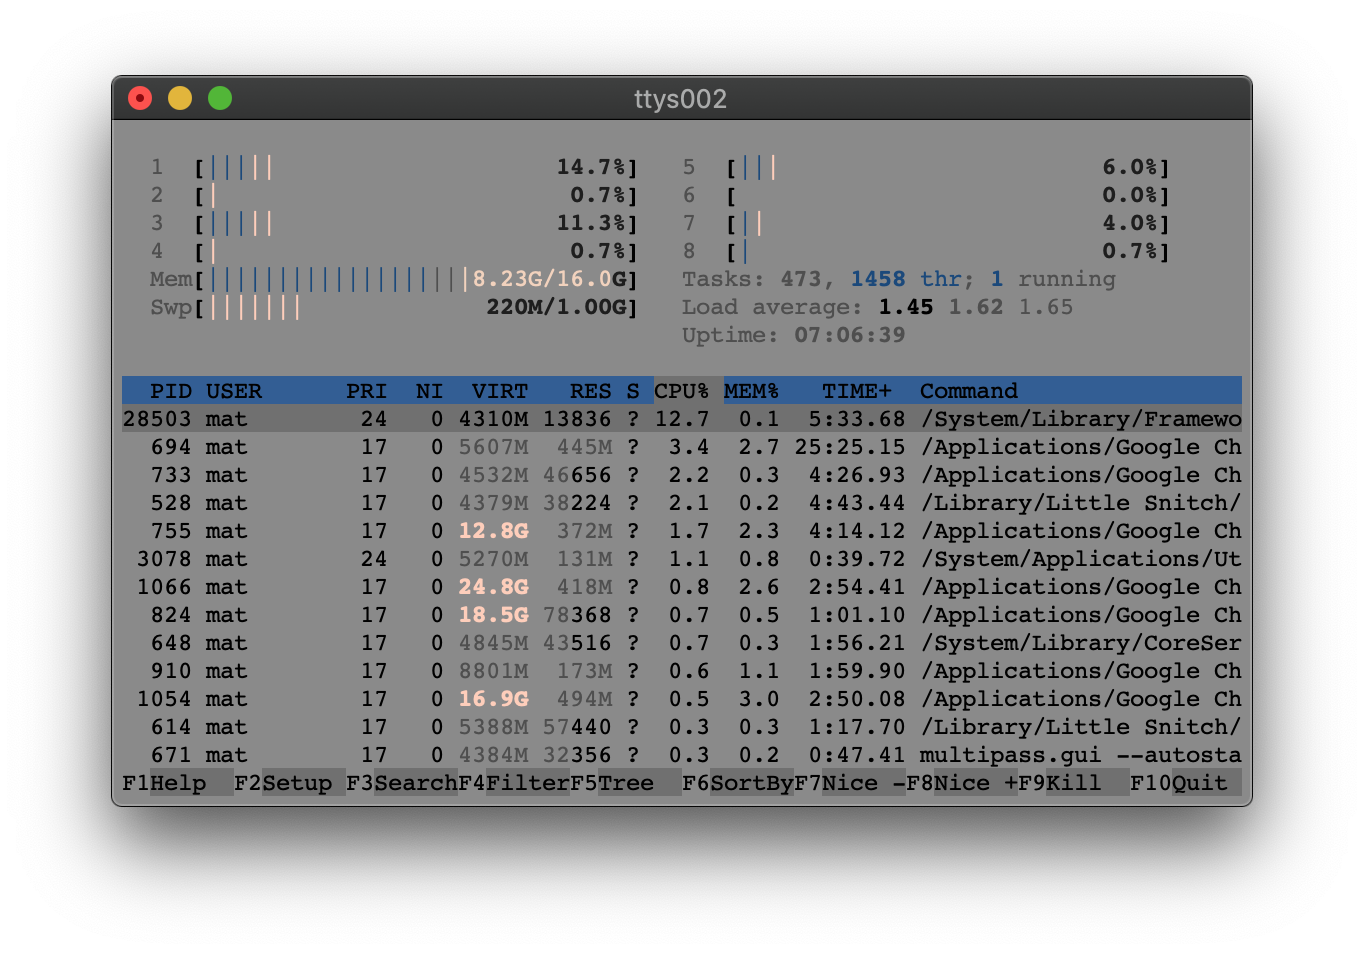 ttys002
1 [||||| 14.7%] 5 [||| 6.0%]
2 [| 0.7%] 6 [ 0.0%]
3 [||||| 11.3%] 7 [|| 4.0%]
4 [| 0.7%] 8 [| 0.7%]
Mem[|||||||||||||||||||8.23G/16.0G] Tasks: 473, 1458 thr; 1 running
Swp[||||||| 220M/1.00G] Load average: 1.45 1.62 1.65
Uptime: 07:06:39
PID USER PRI NI VIRT RES S CPU% MEM% TIME+ Command
28503 mat 24 0 4310M 13836 ? 12.7 0.1 5:33.68 /System/Library/Framewo
694 mat 17 0 5607M 445M ? 3.4 2.7 25:25.15 /Applications/Google Ch
733 mat 17 0 4532M 46656 ? 2.2 0.3 4:26.93 /Applications/Google Ch
528 mat 17 0 4379M 38224 ? 2.1 0.2 4:43.44 /Library/Little Snitch/
755 mat 17 0 12.8G 372M ? 1.7 2.3 4:14.12 /Applications/Google Ch
3078 mat 24 0 5270M 131M ? 1.1 0.8 0:39.72 /System/Applications/Ut
1066 mat 17 0 24.8G 418M ? 0.8 2.6 2:54.41 /Applications/Google Ch
824 mat 17 0 18.5G 78368 ? 0.7 0.5 1:01.10 /Applications/Google Ch
648 mat 17 0 4845M 43516 ? 0.7 0.3 1:56.21 /System/Library/CoreSer
910 mat 17 0 8801M 173M ? 0.6 1.1 1:59.90 /Applications/Google Ch
1054 mat 17 0 16.9G 494M ? 0.5 3.0 2:50.08 /Applications/Google Ch
614 mat 17 0 5388M 57440 ? 0.3 0.3 1:17.70 /Library/Little Snitch/
671 mat 17 0 4384M 32356 ? 0.3 0.2 0:47.41 multipass.gui --autosta
F1Help F2Setup F3SearchF4FilterF5Tree F6SortByF7Nice -F8Nice +F9Kill F10Quit